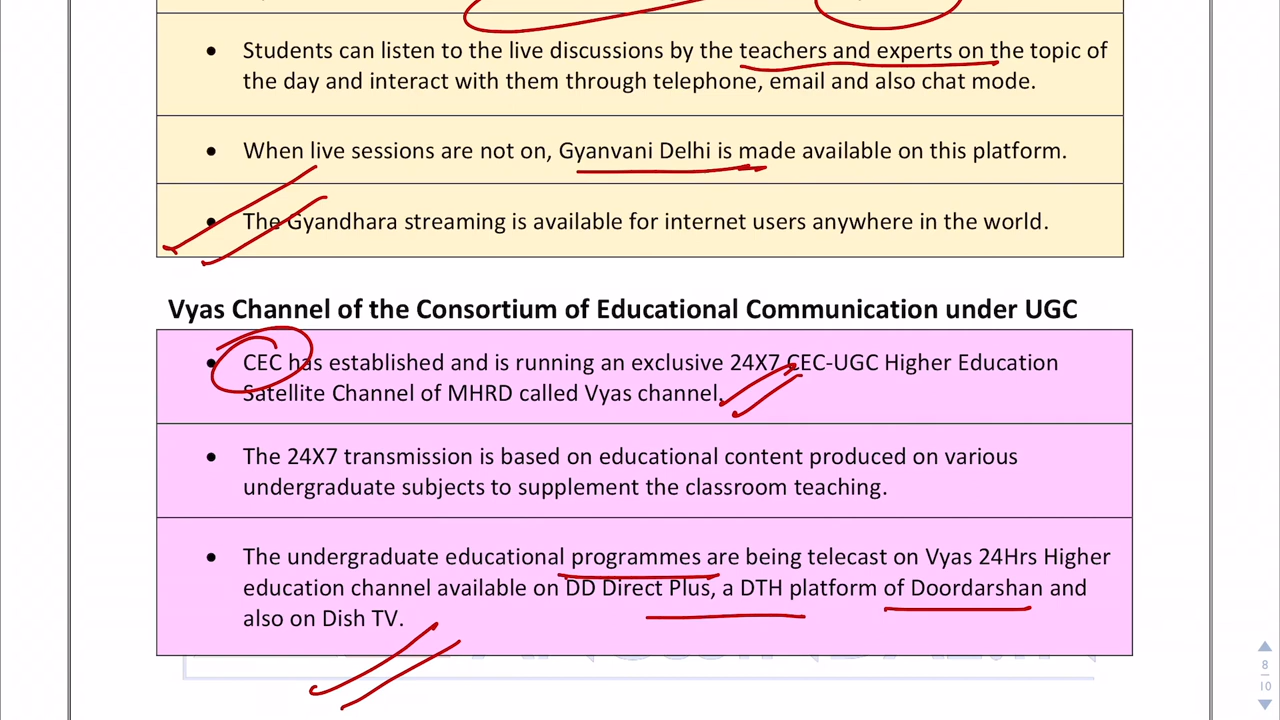 • Students can listen to the live discussions by the teachers and experts on the topic of
the day and interact with them through telephone, email and also chat mode.
• When live sessions are not on, Gyanvani Delhi is made available on this platform.
• The Gyandhara streaming is available for internet users anywhere in the world.
Vyas Channel of the Consortium of Educational Communication under UGC
• CEC has established and is running an exclusive 24X7 CEC-UGC Higher Education
Satellite Channel of MHRD called Vyas channel.
• The 24X7 transmission is based on educational content produced on various
undergraduate subjects to supplement the classroom teaching.
• The undergraduate educational programmes are being telecast on Vyas 24Hrs Higher
education channel available on DD Direct Plus, a DTH platform of Doordarshan and
also on Dish TV.
8
10